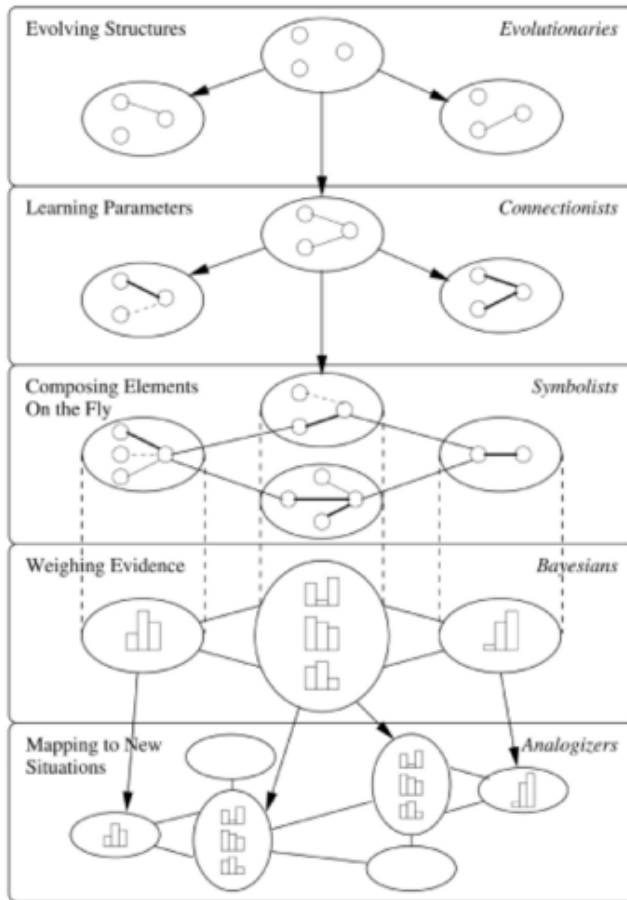 Evolving Structures
Evolutionaries
Learning Parameters
Connectionists
Composing Elements
On the Fly
Symbolists
Weighing Evidence
Bayesians
Mapping to New
Situations
Analogizers